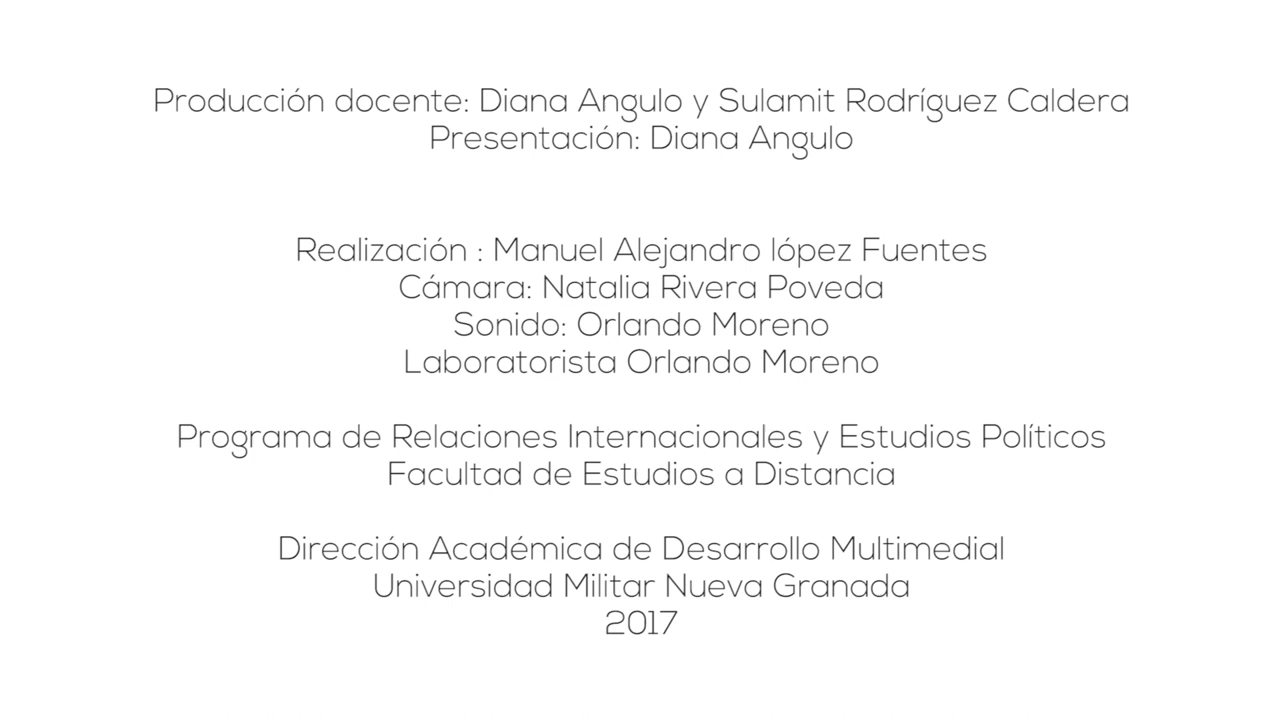 Producción docente: Diana Angulo y Sulamit Rodríguez Caldera
Presentación: Diana Angulo
Realización : Manuel Alejandro lópez Fuentes
Cámara: Natalia Rivera Poveda
Sonido: Orlando Moreno
Laboratorista Orlando Moreno
Programa de Relaciones Internacionales y Estudios Políticos
Facultad de Estudios a Distancia
Dirección Académica de Desarrollo Multimedial
Universidad Militar Nueva Granada
2017